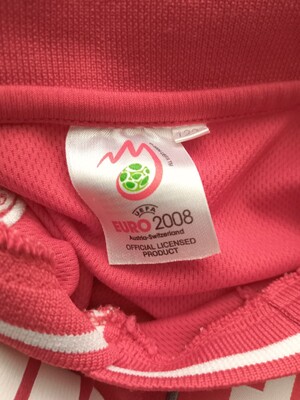 UEFA
EURO 2008
Austria-Switzerland
OFFICIAL LICENSED
PRODUCT